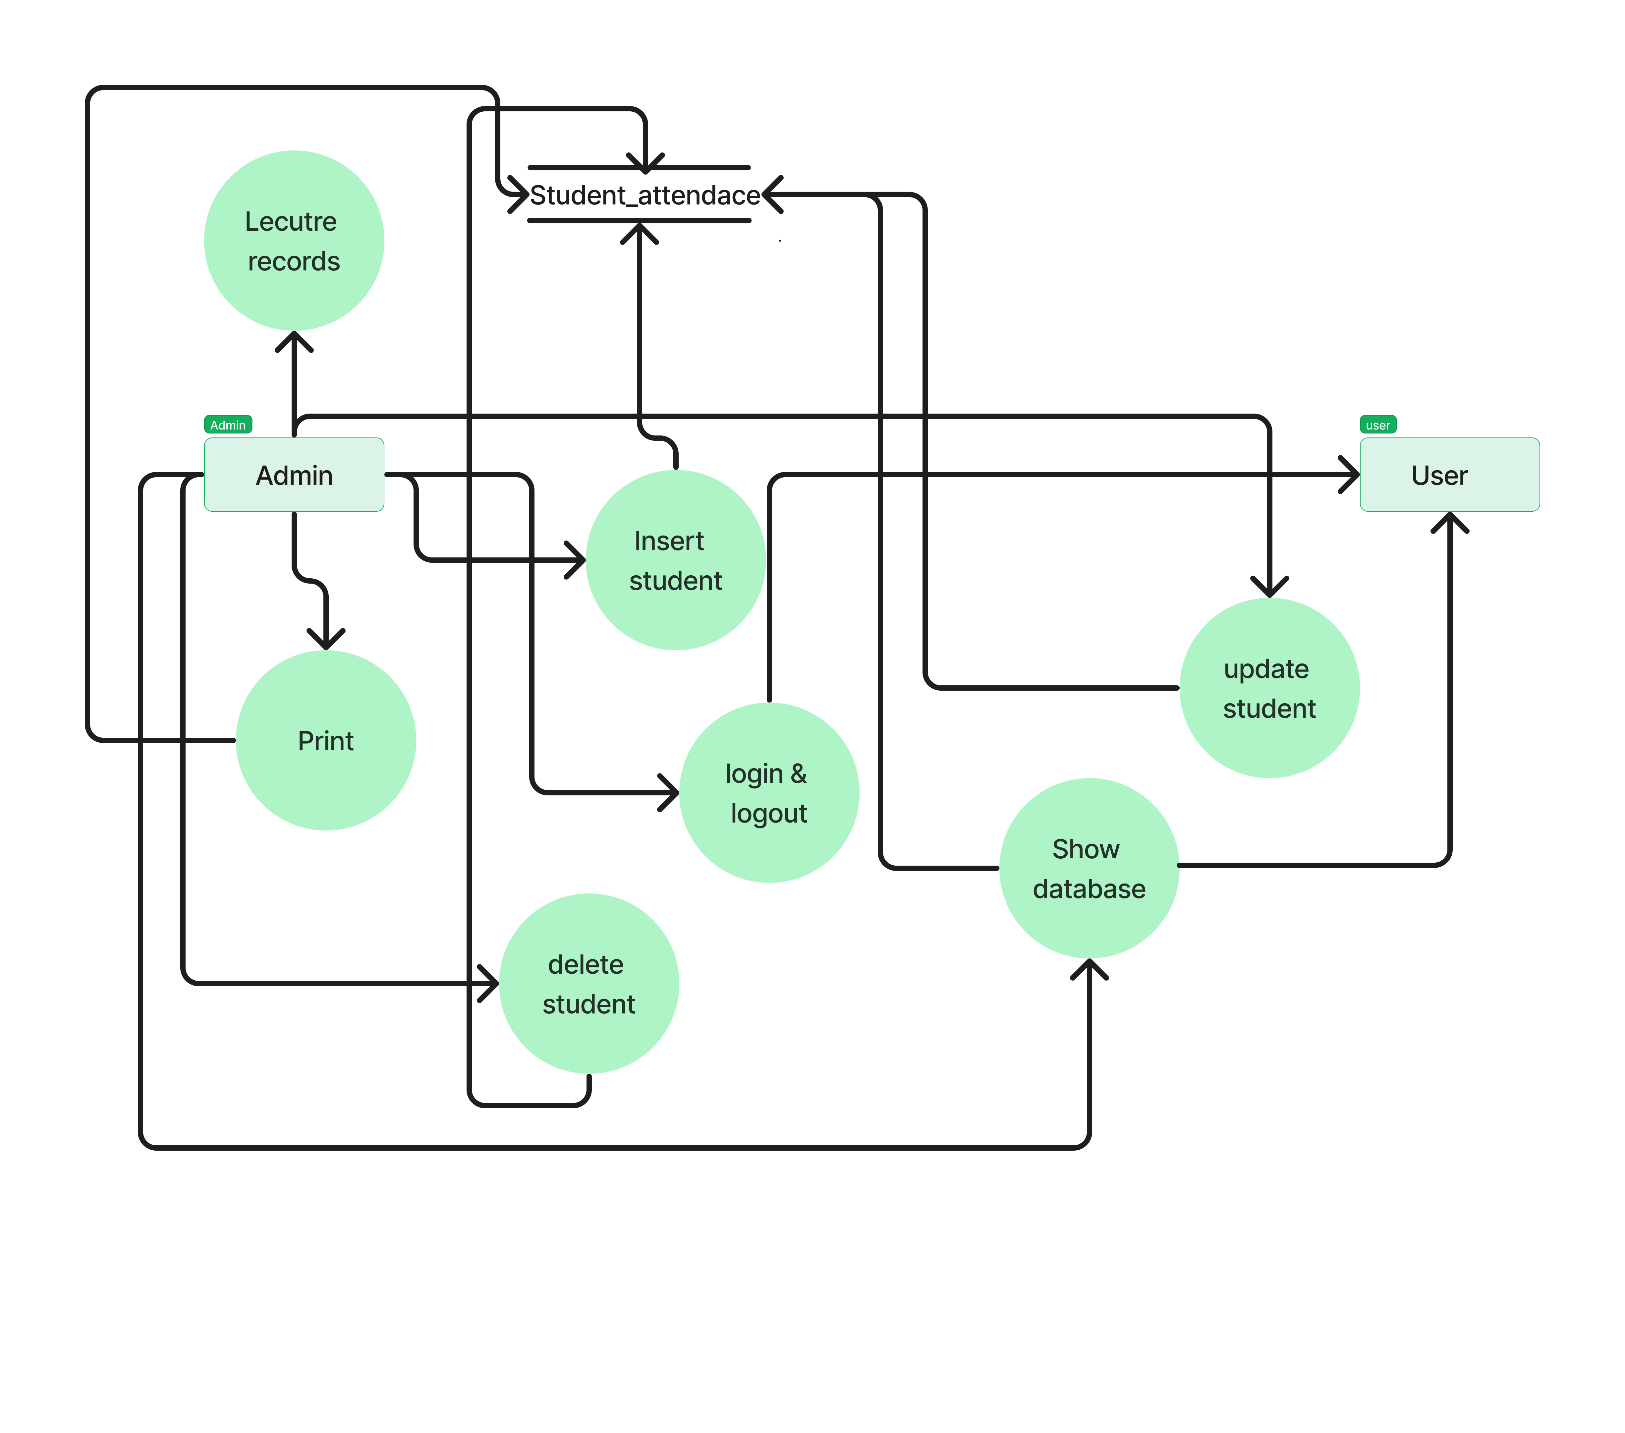 Student_attendace
Lecutre
records
Admin
Admin
user
User
Insert
student
update
student
Print
login &
logout
Show
database
delete
student